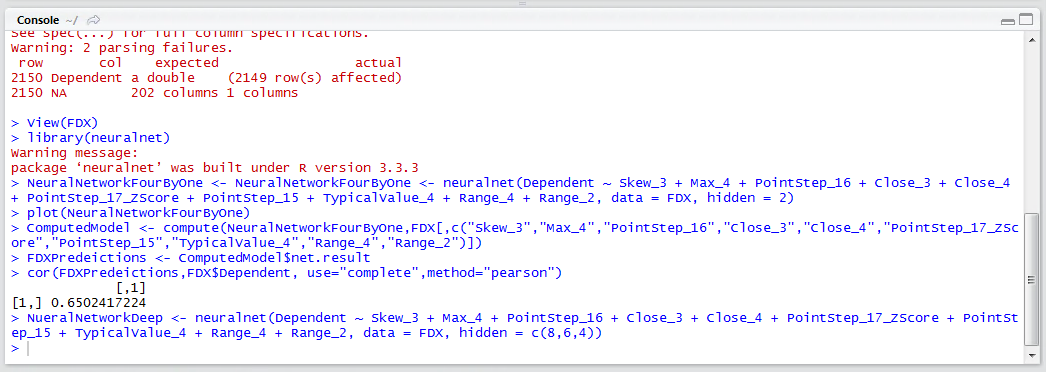 Console ~/
See spec(...) for full column specifications.
Warning: 2 parsing failures.
 row       col    expected                  actual
2150 Dependent a double    (2149 row(s) affected)
2150 NA        202 columns 1 columns
> View(FDX)
> library(neuralnet)
Warning message:
package ‘neuralnet’ was built under R version 3.3.3
> NeuralNetworkFourByOne <- NeuralNetworkFourByOne <- neuralnet(Dependent ~ Skew_3 + Max_4 + PointStep_16 + Close_3 + Close_4
+ PointStep_17_ZScore + PointStep_15 + TypicalValue_4 + Range_4 + Range_2, data = FDX, hidden = 2)
> plot(NeuralNetworkFourByOne)
> ComputedModel <- compute(NeuralNetworkFourByOne,FDX[,c("Skew_3","Max_4","PointStep_16","Close_3","Close_4","PointStep_17_ZSc
ore","PointStep_15","TypicalValue_4","Range_4","Range_2")])
> FDXPredeictions <- ComputedModel$net.result
> cor(FDXPredeictions,FDX$Dependent, use="complete",method="pearson")
             [,1]
[1,] 0.6502417224
> NueralNetworkDeep <- neuralnet(Dependent ~ Skew_3 + Max_4 + PointStep_16 + Close_3 + Close_4 + PointStep_17_ZScore + PointSt
ep_15 + TypicalValue_4 + Range_4 + Range_2, data = FDX, hidden = c(8,6,4))
>